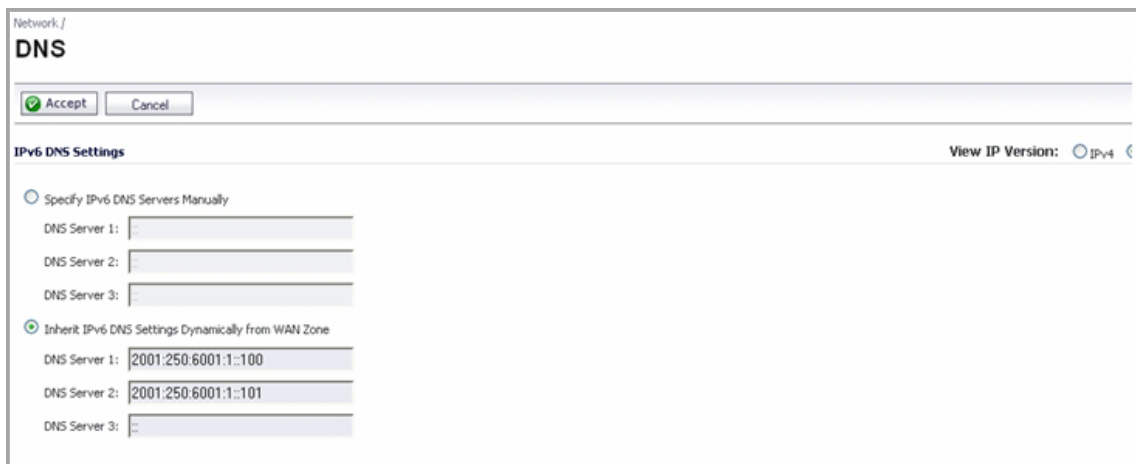 Network /
DNS
Accept Cancel
IPv6 DNS Settings View IP Version: IPv4
Specify IPv6 DNS Servers Manually
DNS Server 1: ::
DNS Server 2: ::
DNS Server 3: ::
Inherit IPv6 DNS Settings Dynamically from WAN Zone
DNS Server 1: 2001:250:6001:1::100
DNS Server 2: 2001:250:6001:1::101
DNS Server 3: ::